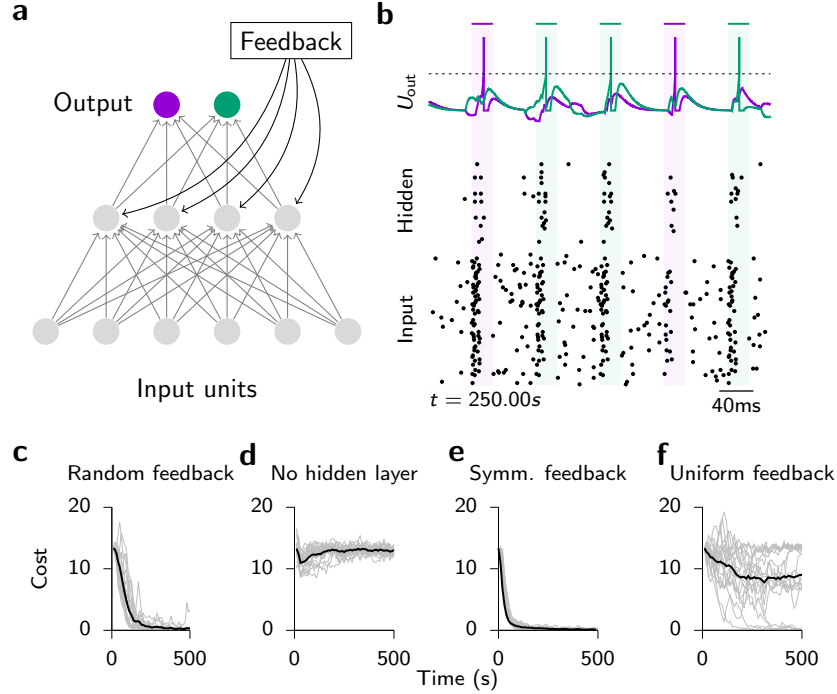 a
Feedback
Output
Input units
b
U_out
Hidden
Input
t = 250.00s
40ms
c
Random feedback
d
No hidden layer
e
Symm. feedback
f
Uniform feedback
Cost
20
10
0
0
500
20
10
0
0
500
20
10
0
0
500
20
10
0
0
500
Time (s)